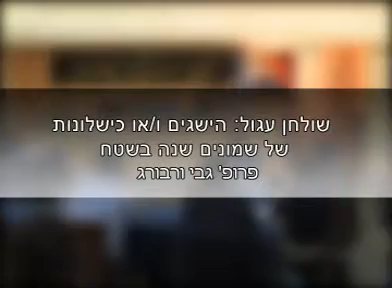 שולחן עגול: הישגים ו/או כישלונות
של שמונים שנה בשטח
פרופ' גבי ורבורג